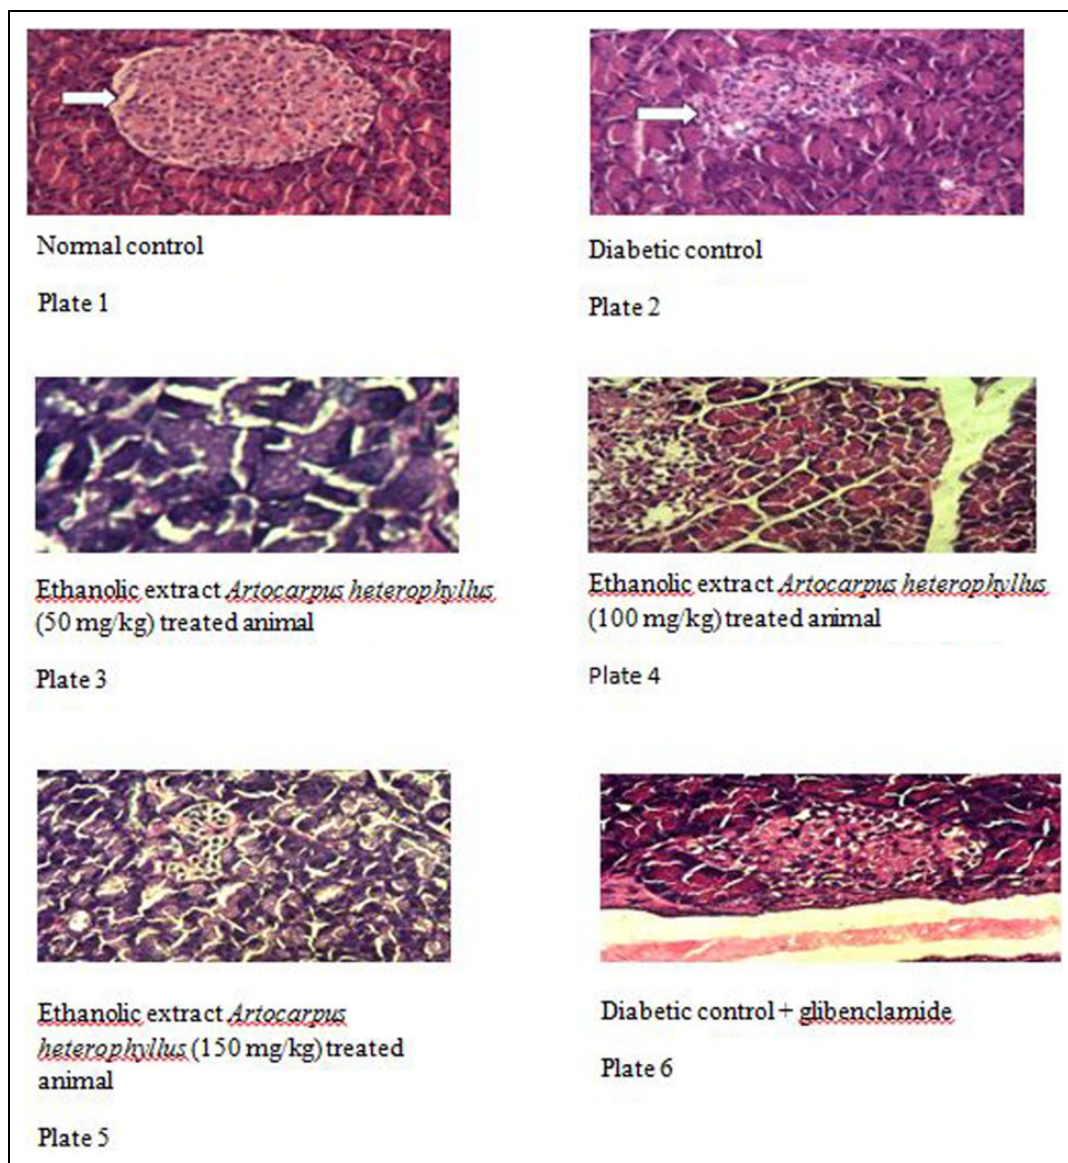 Normal control
Plate 1
Diabetic control
Plate 2
Ethanolic extract Artocarpus heterophyllus
(50 mg/kg) treated animal
Plate 3
Ethanolic extract Artocarpus heterophyllus
(100 mg/kg) treated animal
Plate 4
Ethanolic extract Artocarpus
heterophyllus (150 mg/kg) treated
animal
Plate 5
Diabetic control + glibenclamide
Plate 6